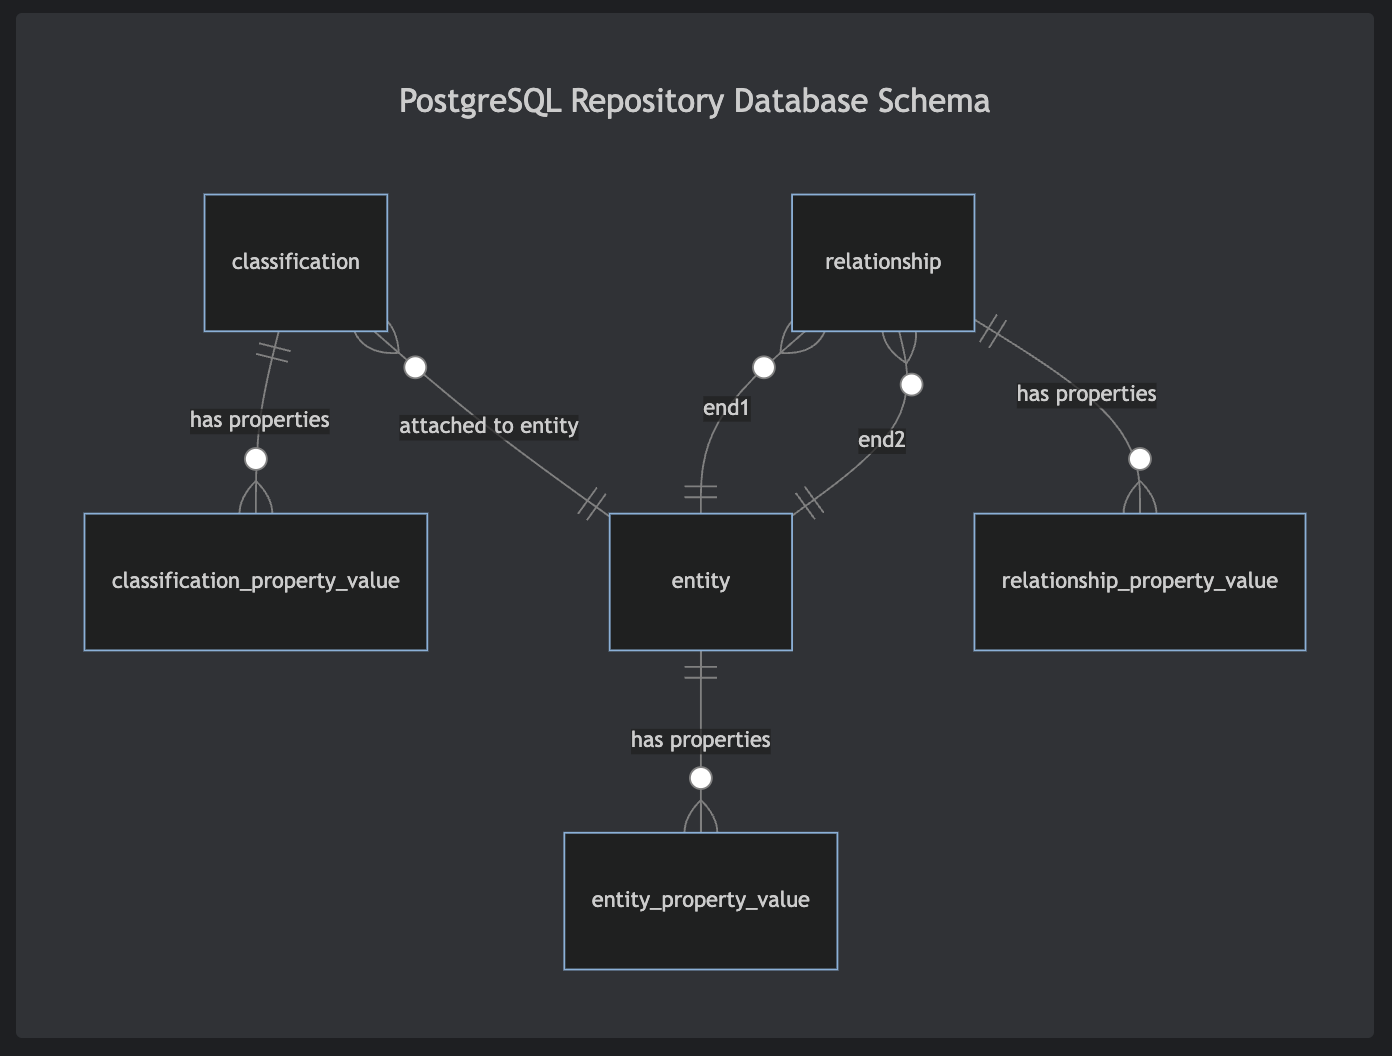 PostgreSQL Repository Database Schema
classification
relationship
has properties
attached to entity
end1
end2
has properties
classification_property_value
entity
relationship_property_value
has properties
entity_property_value